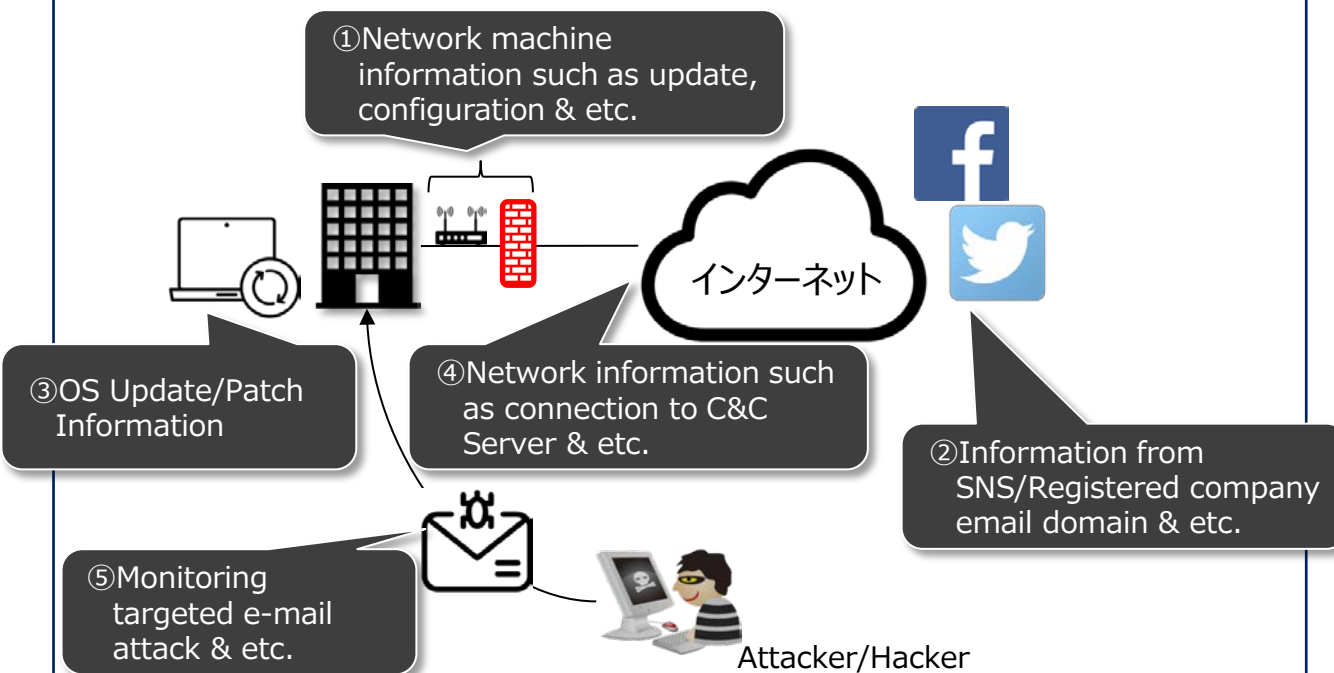 ①Network machine
information such as update,
configuration & etc.
f
インターネット
③OS Update/Patch
Information
④Network information such
as connection to C&C
Server & etc.
②Information from
SNS/Registered company
email domain & etc.
⑤Monitoring
targeted e-mail
attack & etc.
Attacker/Hacker